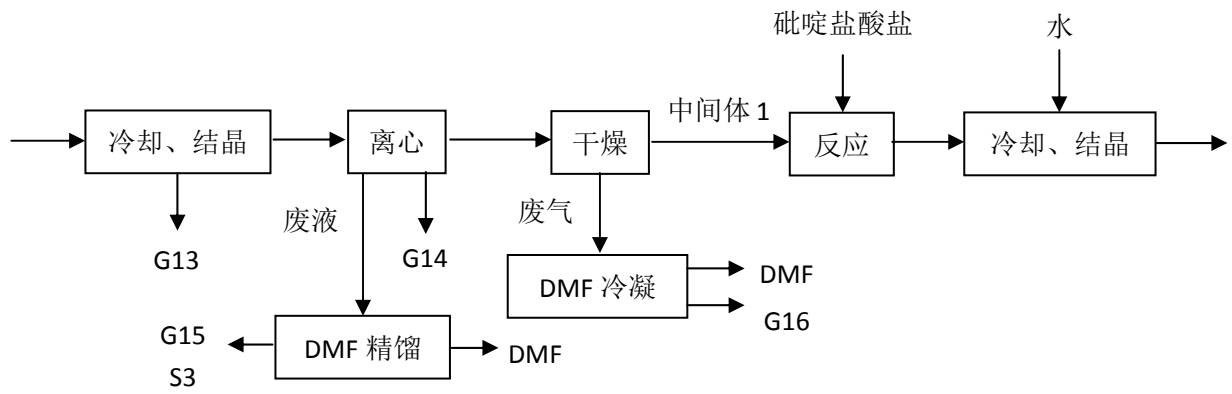 砒啶盐酸盐
水
中间体 1
冷却、结晶
离心
干燥
反应
冷却、结晶
废液
废气
G13
G14
DMF 冷凝
DMF
G16
G15
DMF 精馏
DMF
S3